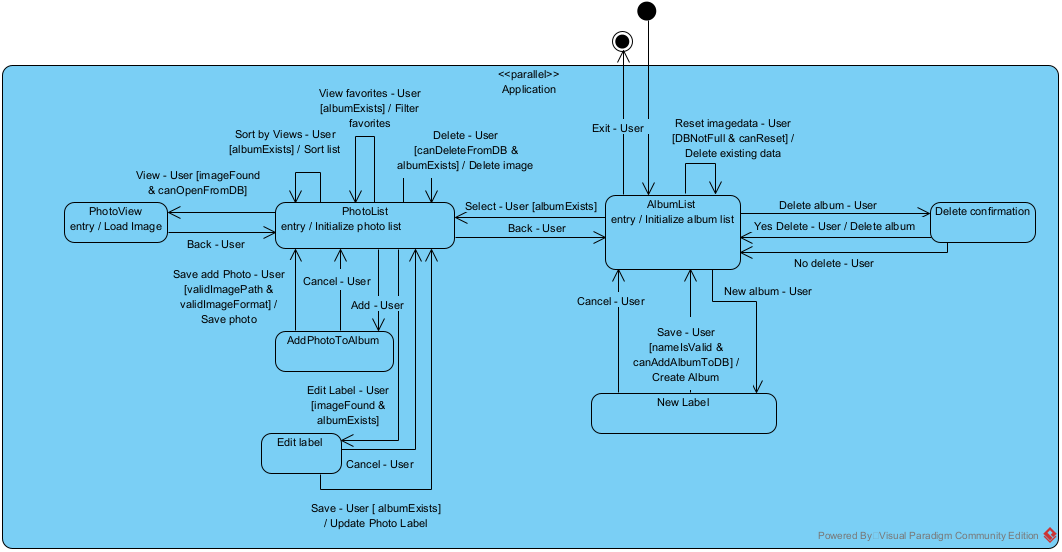 <<parallel>>
Application
View favorites - User
[albumExists] / Filter
favorites
Sort by Views - User
[albumExists] / Sort list
Delete - User
[canDeleteFromDB &
albumExists] / Delete image
Exit - User
Reset imagedata - User
[DBNotFull & canReset] /
Delete existing data
View - User [imageFound
& canOpenFromDB]
PhotoView
entry / Load Image
Back - User
PhotoList
entry / Initialize photo list
Select - User [albumExists]
Back - User
AlbumList
entry / Initialize album list
Delete album - User
Yes Delete - User / Delete album
No delete - User
Delete confirmation
Save add Photo - User
[validImagePath &
validImageFormat] /
Save photo
Cancel - User
Add - User
AddPhotoToAlbum
Cancel - User
New album - User
Save - User
[nameIsValid &
canAddAlbumToDB] /
Create Album
New Label
Edit Label - User
[imageFound &
albumExists]
Edit label
Cancel - User
Save - User [ albumExists]
/ Update Photo Label
Powered By: Visual Paradigm Community Edition